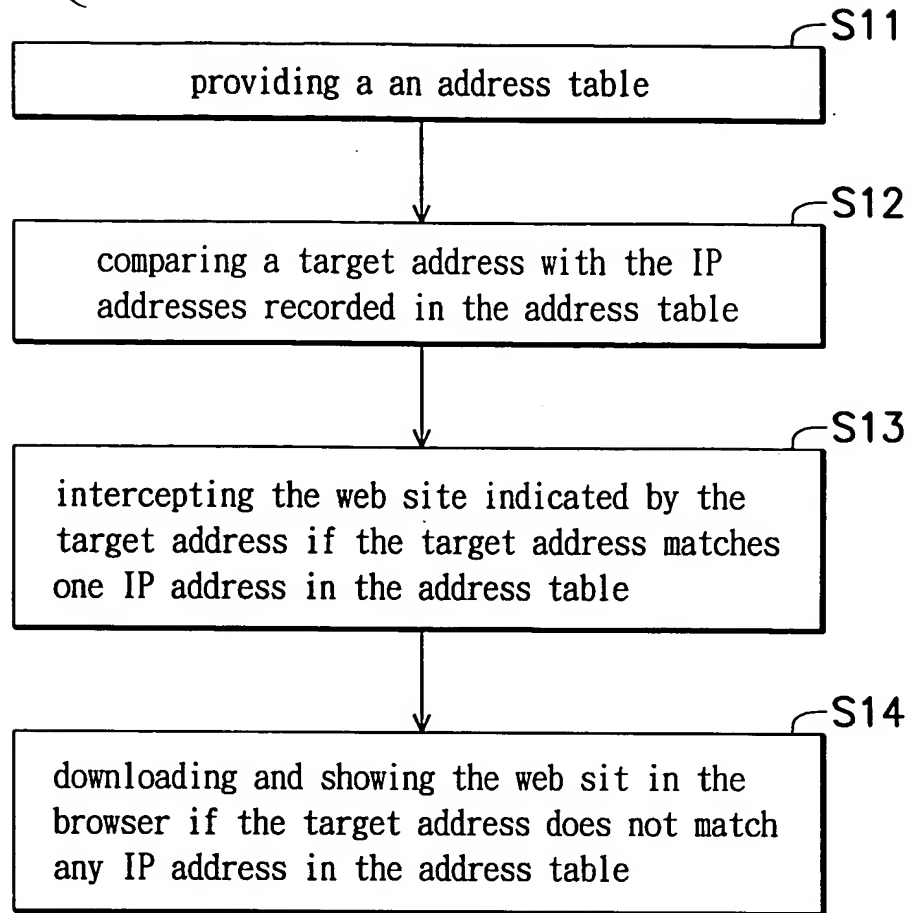 S11
providing a an address table
S12
comparing a target address with the IP
addresses recorded in the address table
S13
intercepting the web site indicated by the
target address if the target address matches
one IP address in the address table
S14
downloading and showing the web sit in the
browser if the target address does not match
any IP address in the address table